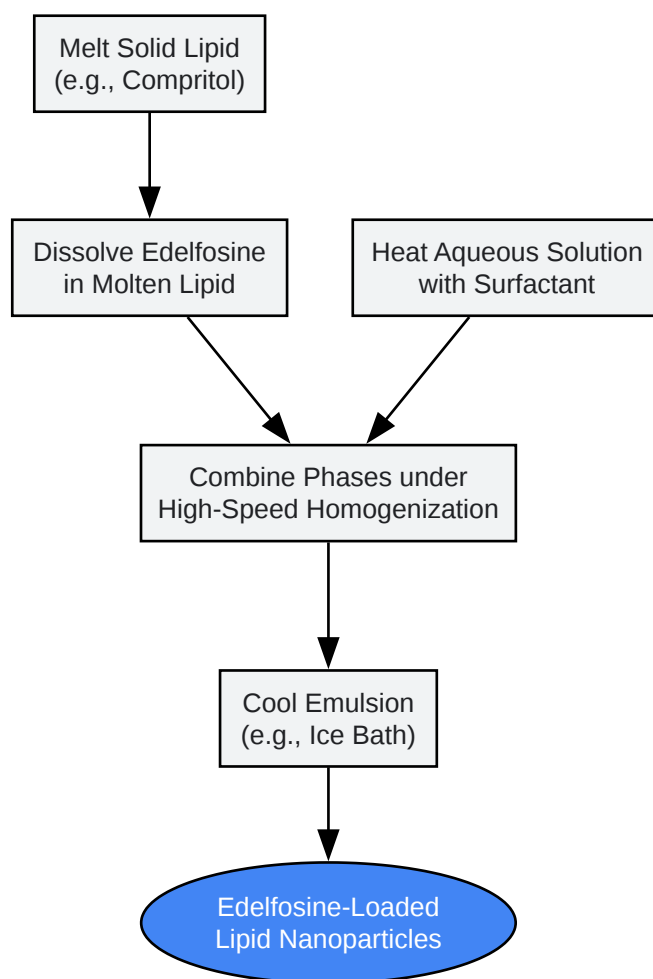 Melt Solid Lipid
(e.g., Compritol)
Dissolve Edelfosine
in Molten Lipid
Heat Aqueous Solution
with Surfactant
Combine Phases under
High-Speed Homogenization
Cool Emulsion
(e.g., Ice Bath)
Edelfosine-Loaded
Lipid Nanoparticles